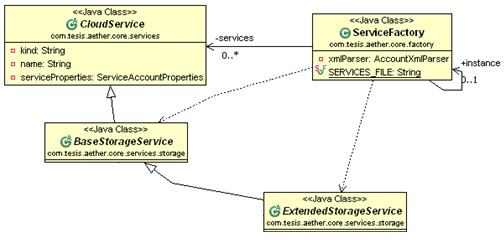 <<Java Class>>
CloudService
com.tesis.aether.core.services
kind: String
name: String
serviceProperties: ServiceAccountProperties
-services
0..*
<<Java Class>>
ServiceFactory
com.tesis.aether.core.factory
xmlParser: AccountXmlParser
SERVICES_FILE: String
+instance
0..1
<<Java Class>>
BaseStorageService
com.tesis.aether.core.services.storage
<<Java Class>>
ExtendedStorageService
com.tesis.aether.core.services.storage